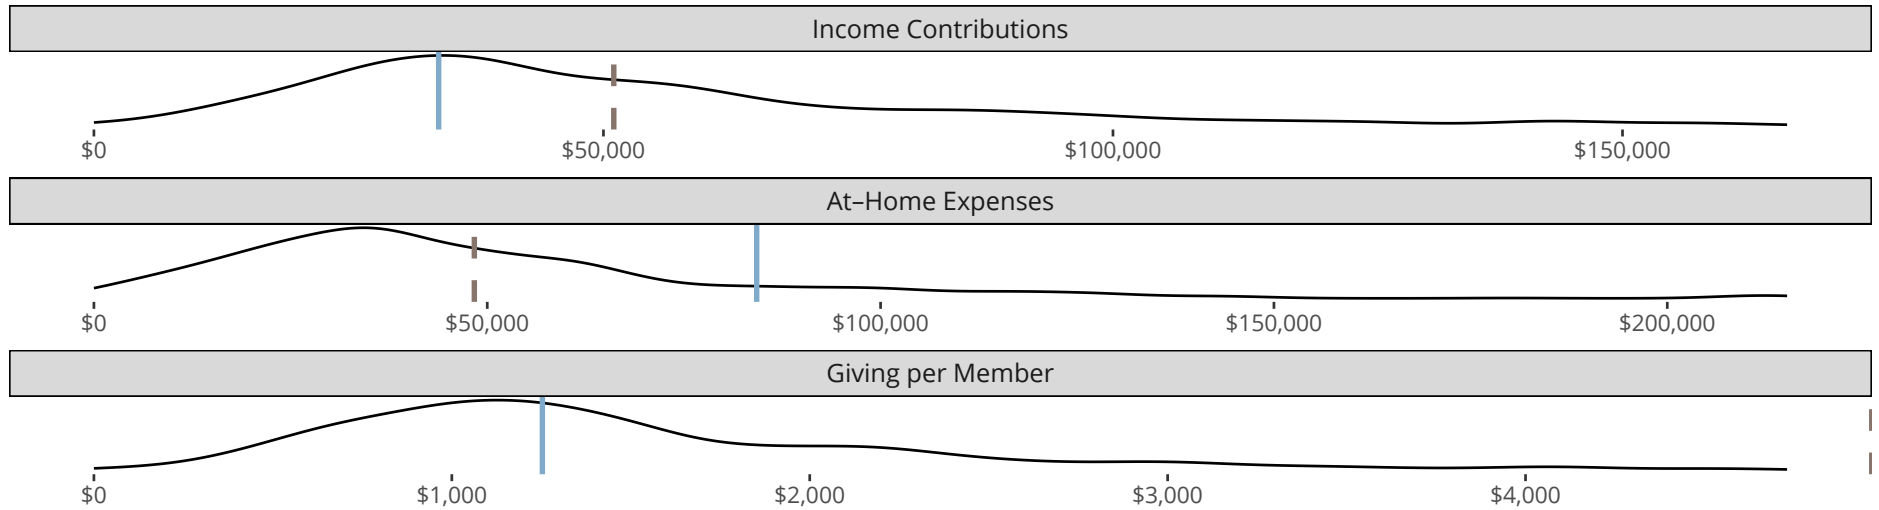 Income Contributions
$0 $50,000 $100,000 $150,000
At–Home Expenses
$0 $50,000 $100,000 $150,000 $200,000
Giving per Member
$0 $1,000 $2,000 $3,000 $4,000